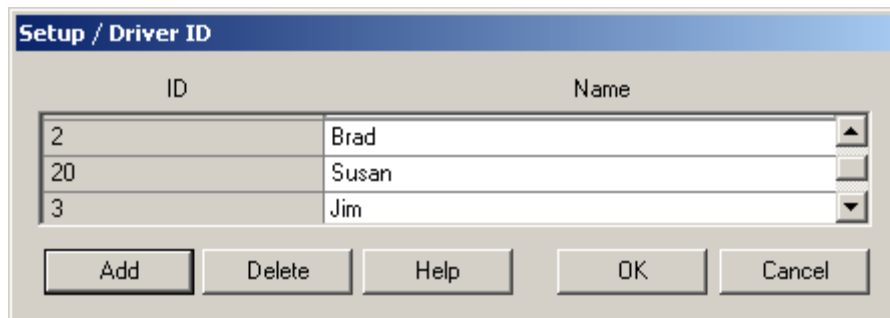 Setup / Driver ID
ID Name
2 Brad
20 Susan
3 Jim
Add Delete Help OK Cancel